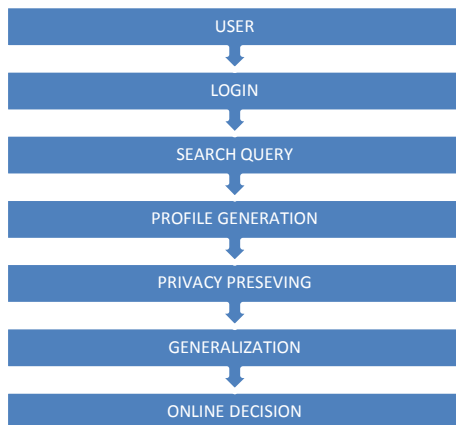 USER
LOGIN
SEARCH QUERY
PROFILE GENERATION
PRIVACY PRESEVING
GENERALIZATION
ONLINE DECISION